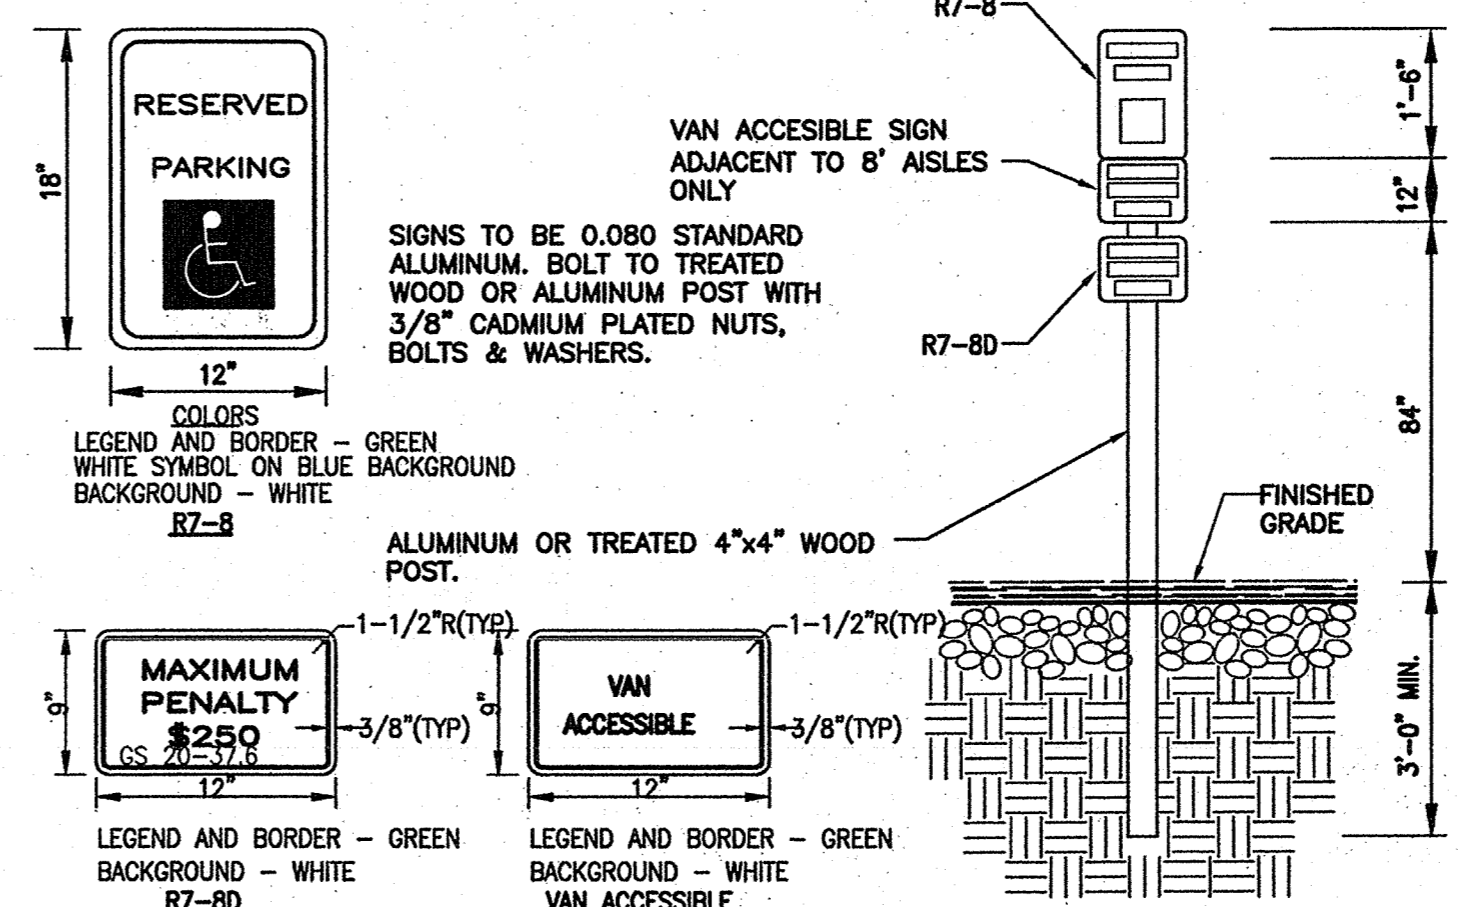 RESERVED
PARKING
18"
12"
COLORS
LEGEND AND BORDER – GREEN
WHITE SYMBOL ON BLUE BACKGROUND
BACKGROUND – WHITE
R7-8
SIGNS TO BE 0.080 STANDARD
ALUMINUM. BOLT TO TREATED
WOOD OR ALUMINUM POST WITH
3/8" CADMIUM PLATED NUTS,
BOLTS & WASHERS.
R7-8
VAN ACCESIBLE SIGN
ADJACENT TO 8' AISLES
ONLY
R7-8D
ALUMINUM OR TREATED 4"x4" WOOD
POST.
1'-6"
12"
84"
FINISHED
GRADE
3'-0" MIN.
MAXIMUM
PENALTY
$250
GS 20-37.6
9"
12"
1-1/2"R(TYP)
3/8"(TYP)
LEGEND AND BORDER – GREEN
BACKGROUND – WHITE
R7-8D
VAN
ACCESSIBLE
9"
12"
1-1/2"R(TYP)
3/8"(TYP)
LEGEND AND BORDER – GREEN
BACKGROUND – WHITE
VAN ACCESSIBLE